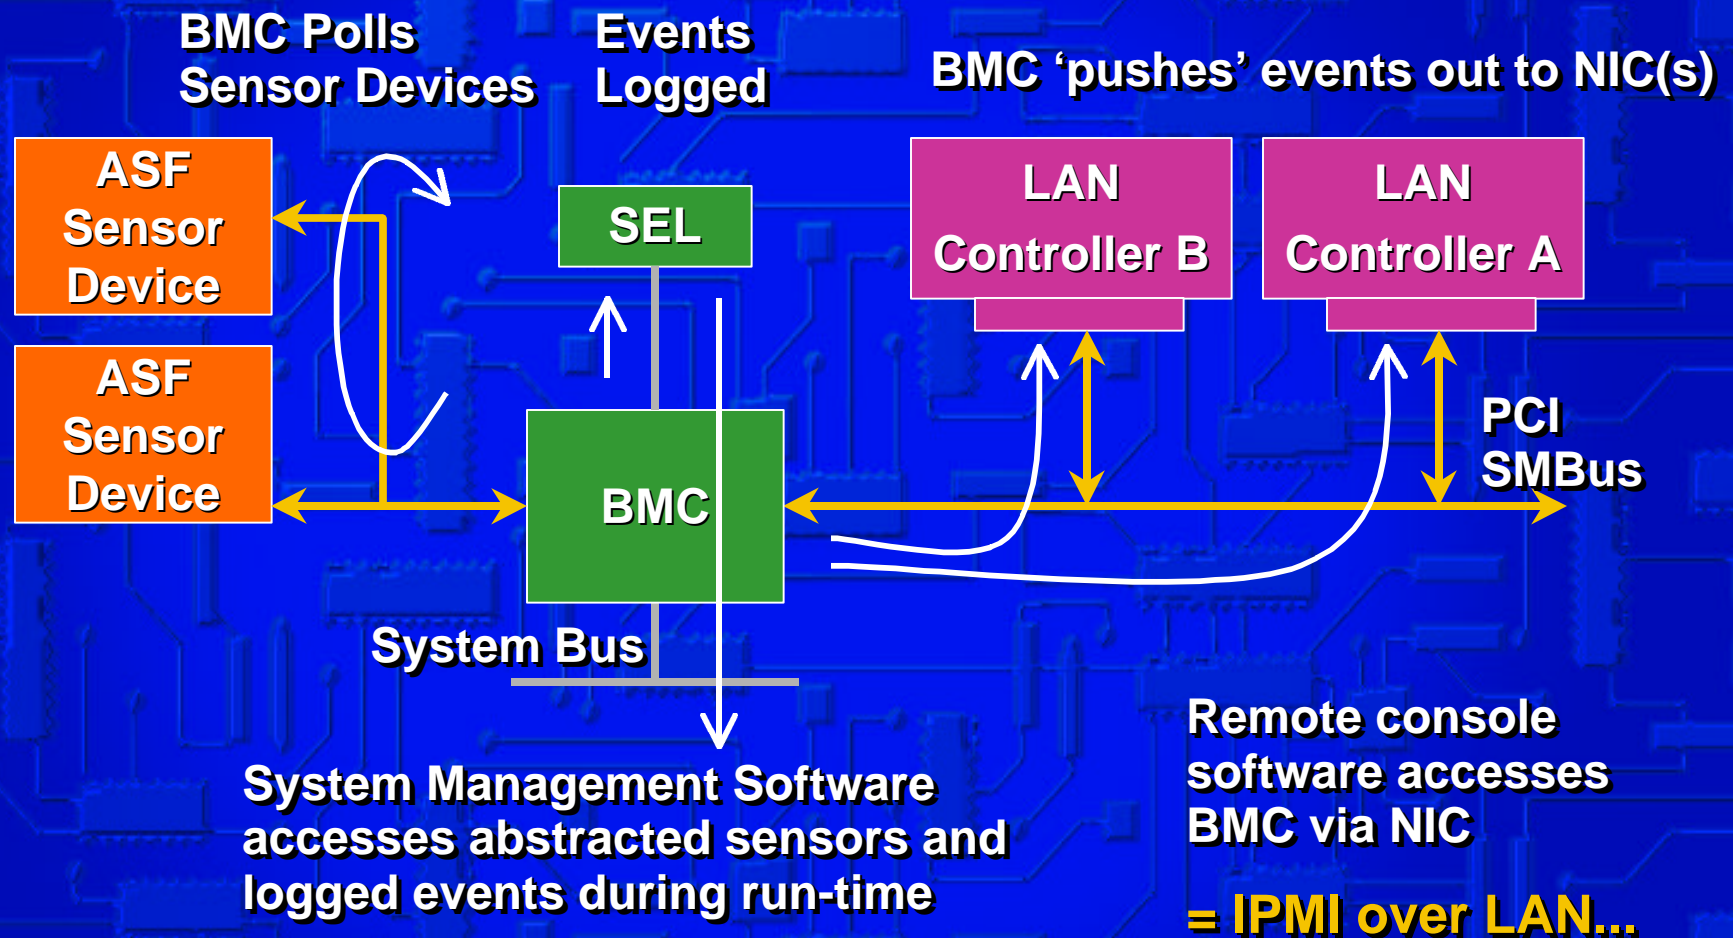 BMC Polls
Sensor Devices
Events
Logged
BMC ‘pushes’ events out to NIC(s)
ASF
Sensor
Device
SEL
LAN
Controller B
LAN
Controller A
ASF
Sensor
Device
BMC
PCI
SMBus
System Bus
System Management Software
accesses abstracted sensors and
logged events during run-time
Remote console
software accesses
BMC via NIC
= IPMI over LAN...